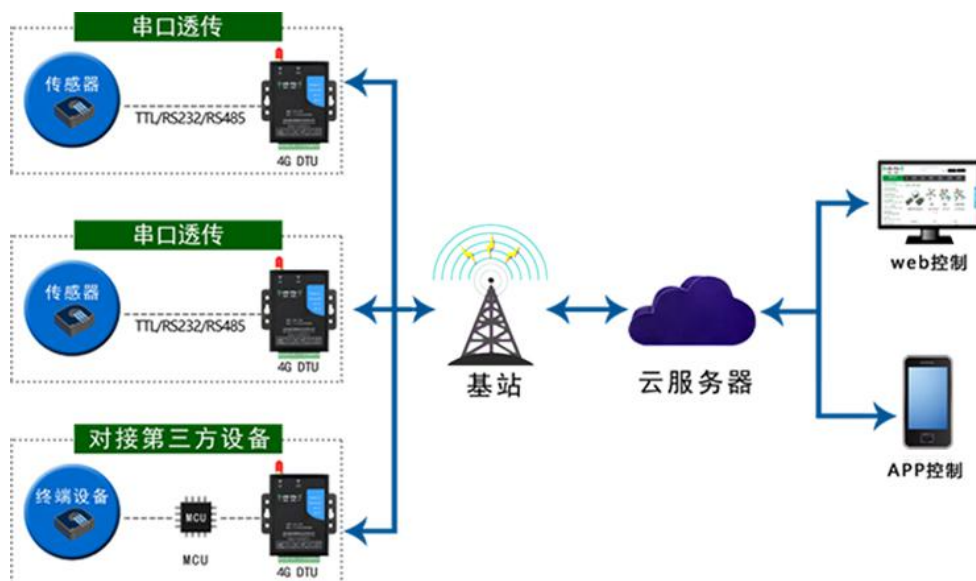 串口透传
传感器
TTL/RS232/RS485
4G DTU
串口透传
传感器
TTL/RS232/RS485
4G DTU
对接第三方设备
终端设备
MCU
MCU
4G DTU
基站
云服务器
web控制
APP控制